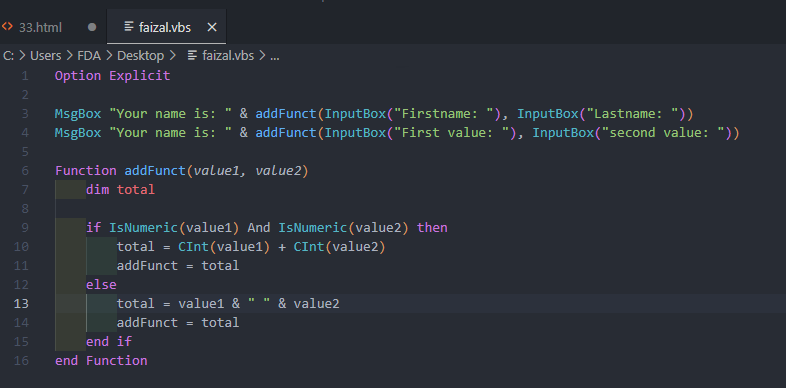 33.html
faizal.vbs
C: > Users > FDA > Desktop > faizal.vbs > ...
1 Option Explicit
2
3 MsgBox "Your name is: " & addFunct(InputBox("Firstname: "), InputBox("Lastname: "))
4 MsgBox "Your name is: " & addFunct(InputBox("First value: "), InputBox("second value: "))
5
6 Function addFunct(value1, value2)
7     dim total
8
9     if IsNumeric(value1) And IsNumeric(value2) then
10         total = CInt(value1) + CInt(value2)
11         addFunct = total
12     else
13         total = value1 & " " & value2
14         addFunct = total
15     end if
16 end Function